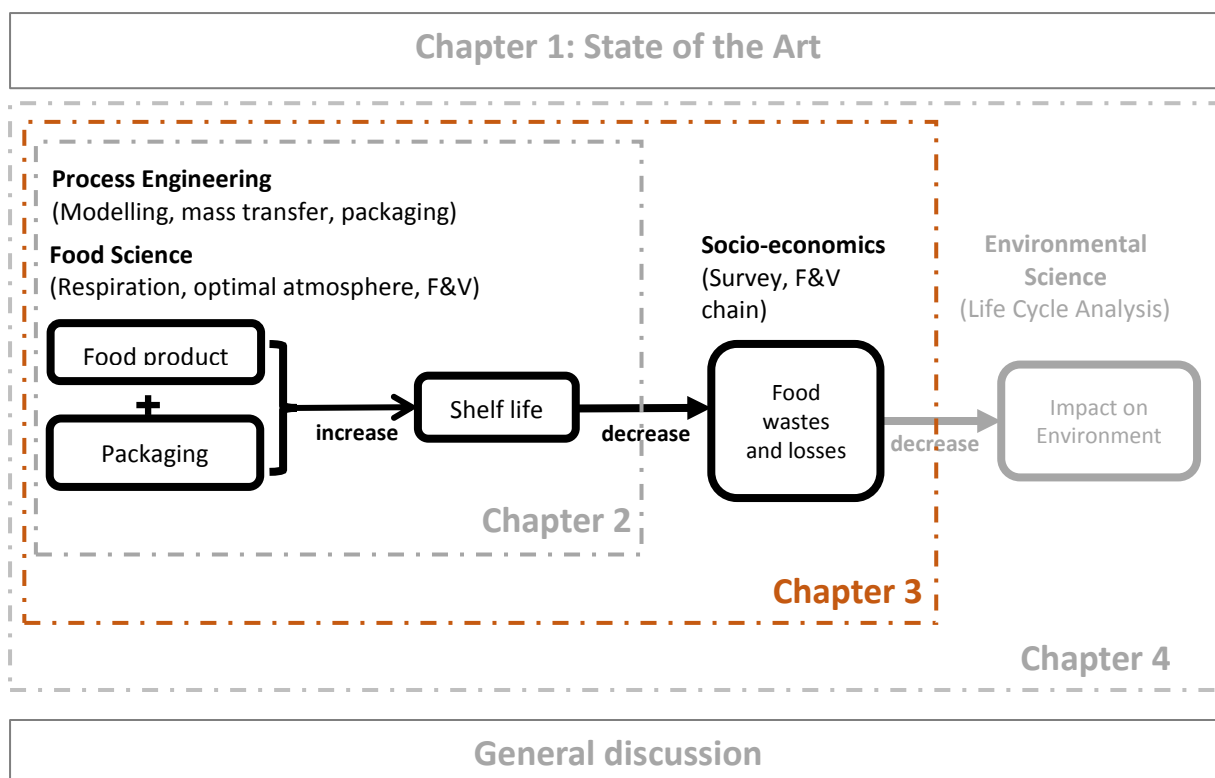 Chapter 1: State of the Art
Process Engineering
(Modelling, mass transfer, packaging)
Food Science
(Respiration, optimal atmosphere, F&V)
Food product
+
Packaging
increase
Shelf life
decrease
Socio-economics
(Survey, F&V
chain)
Food
wastes
and losses
decrease
Environmental
Science
(Life Cycle Analysis)
Impact on
Environment
Chapter 2
Chapter 3
Chapter 4
General discussion